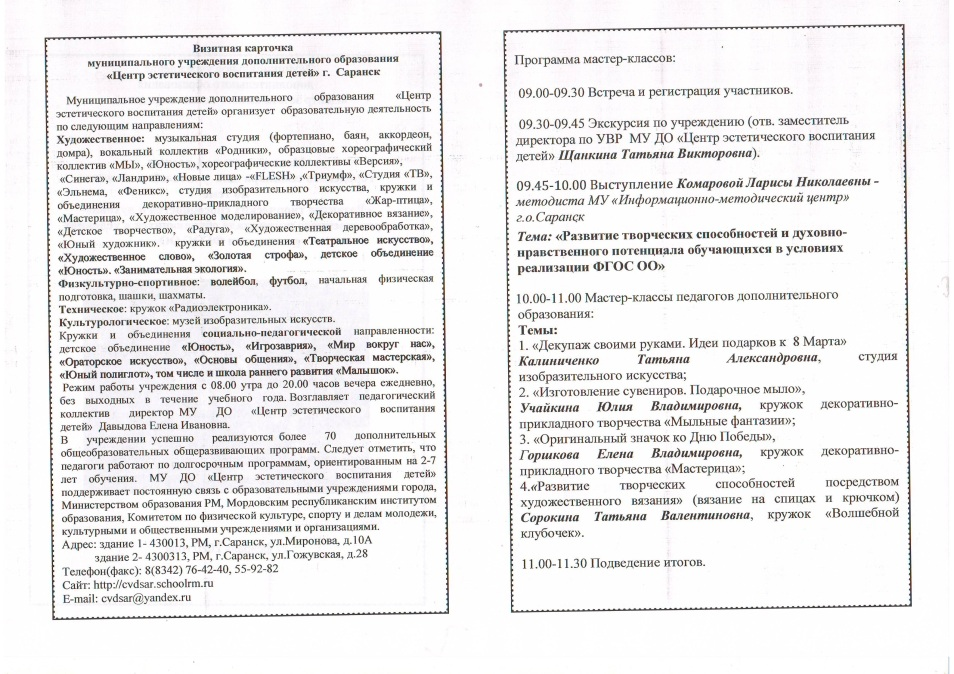 Визитная карточка
муниципального учреждения дополнительного образования
«Центр эстетического воспитания детей» г. Саранск
Муниципальное учреждение дополнительного образования «Центр
эстетического воспитания детей» организует образовательную деятельность
по следующим направлениям:
Художественное: музыкальная студия (фортепиано, баян, аккордеон,
домра), вокальный коллектив «Родники», образцовые хореографический
коллектив «МЫ», «Юность», хореографические коллективы «Версия»,
«Синега», «Ландрин», «Новые лица» -«FLESH» ,«Триумф», «Студия «ТВ»,
«Эльнема, «Феникс», студия изобразительного искусства, кружки и
объединения декоративно-прикладного творчества «Жар-птица»,
«Мастерица», «Художественное моделирование», «Декоративное вязание»,
«Детское творчество», «Радуга», «Художественная деревообработка»,
«Юный художник». кружки и объединения «Театральное искусство»,
«Художественное слово», «Золотая строфа», детское объединение
«Юность». «Занимательная экология».
Физкультурно-спортивное: волейбол, футбол, начальная физическая
подготовка, шашки, шахматы.
Техническое: кружок «Радиоэлектроника».
Культурологическое: музей изобразительных искусств.
Кружки и объединения социально-педагогической направленности:
детское объединение «Юность», «Игрозаврия», «Мир вокруг нас»,
«Ораторское искусство», «Основы общения», «Творческая мастерская»,
«Юный полиглот», том числе и школа раннего развития «Малышок».
Режим работы учреждения с 08.00 утра до 20.00 часов вечера ежедневно,
без выходных в течение учебного года. Возглавляет педагогический
коллектив директор МУ ДО «Центр эстетического воспитания
детей» Давыдова Елена Ивановна.
В учреждении успешно реализуются более 70 дополнительных
общеобразовательных общеразвивающих программ. Следует отметить, что
педагоги работают по долгосрочным программам, ориентированным на 2-7
лет обучения. МУ ДО «Центр эстетического воспитания детей»
поддерживает постоянную связь с образовательными учреждениями города,
Министерством образования РМ, Мордовским республиканским институтом
образования, Комитетом по физической культуре, спорту и делам молодежи,
культурными и общественными учреждениями и организациями.
Адрес: здание 1- 430013, РМ, г.Саранск, ул.Миронова, д.10А
здание 2- 4300313, РМ, г.Саранск, ул.Гожувская, д.28
Телефон(факс): 8(8342) 76-42-40, 55-92-82
Сайт: http://cvdsar.schoolrm.ru
E-mail: cvdsar@yandex.ru
Программа мастер-классов:
09.00-09.30 Встреча и регистрация участников.
09.30-09.45 Экскурсия по учреждению (отв. заместитель
директора по УВР МУ ДО «Центр эстетического воспитания
детей» Щанкина Татьяна Викторовна).
09.45-10.00 Выступление Комаровой Ларисы Николаевны -
методиста МУ «Информационно-методический центр»
г.о.Саранск
Тема: «Развитие творческих способностей и духовно-
нравственного потенциала обучающихся в условиях
реализации ФГОС ОО»
10.00-11.00 Мастер-классы педагогов дополнительного
образования:
Темы:
1. «Декупаж своими руками. Идеи подарков к 8 Марта»
Калиниченко Татьяна Александровна, студия
изобразительного искусства;
2. «Изготовление сувениров. Подарочное мыло»,
Учайкина Юлия Владимировна, кружок декоративно-
прикладного творчества «Мыльные фантазии»;
3. «Оригинальный значок ко Дню Победы»,
Горшкова Елена Владимировна, кружок декоративно-
прикладного творчества «Мастерица»;
4.«Развитие творческих способностей посредством
художественного вязания» (вязание на спицах и крючком)
Сорокина Татьяна Валентиновна, кружок «Волшебной
клубочек».
11.00-11.30 Подведение итогов.